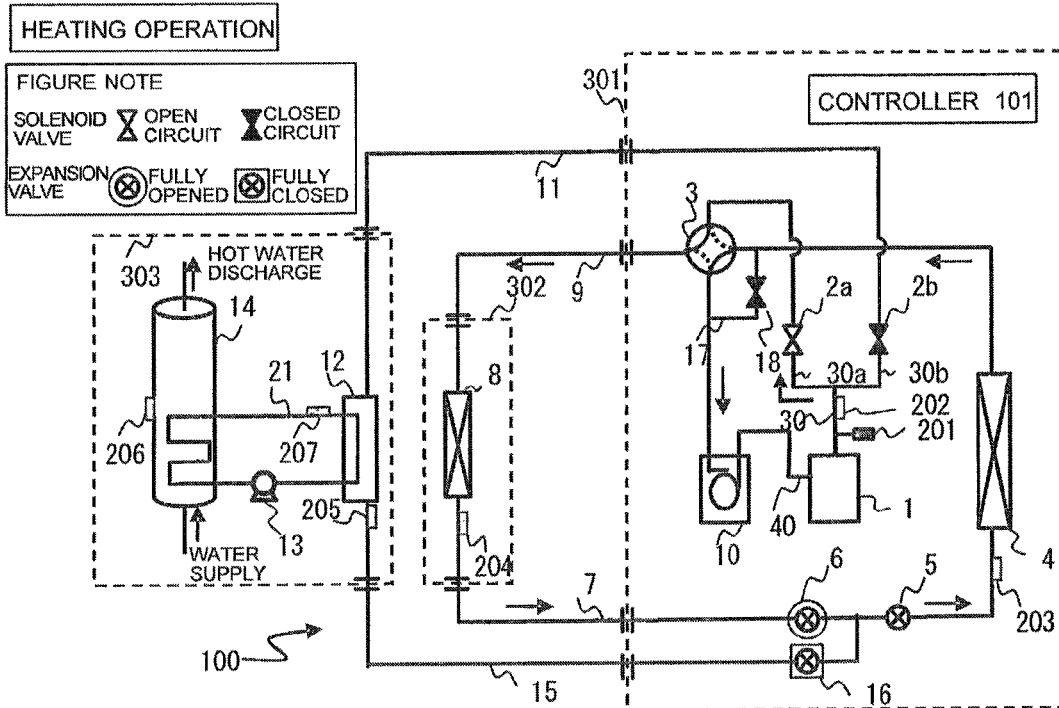 HEATING OPERATION
FIGURE NOTE
SOLENOID VALVE
OPEN CIRCUIT
CLOSED CIRCUIT
EXPANSION VALVE
FULLY OPENED
FULLY CLOSED
301
CONTROLLER 101
11
3
303
HOT WATER DISCHARGE
14
302
9
2a
2b
17
18
12
8
21
30a
30b
202
30
201
206
207
205
13
204
10
40
1
4
WATER SUPPLY
7
6
5
203
100
15
16